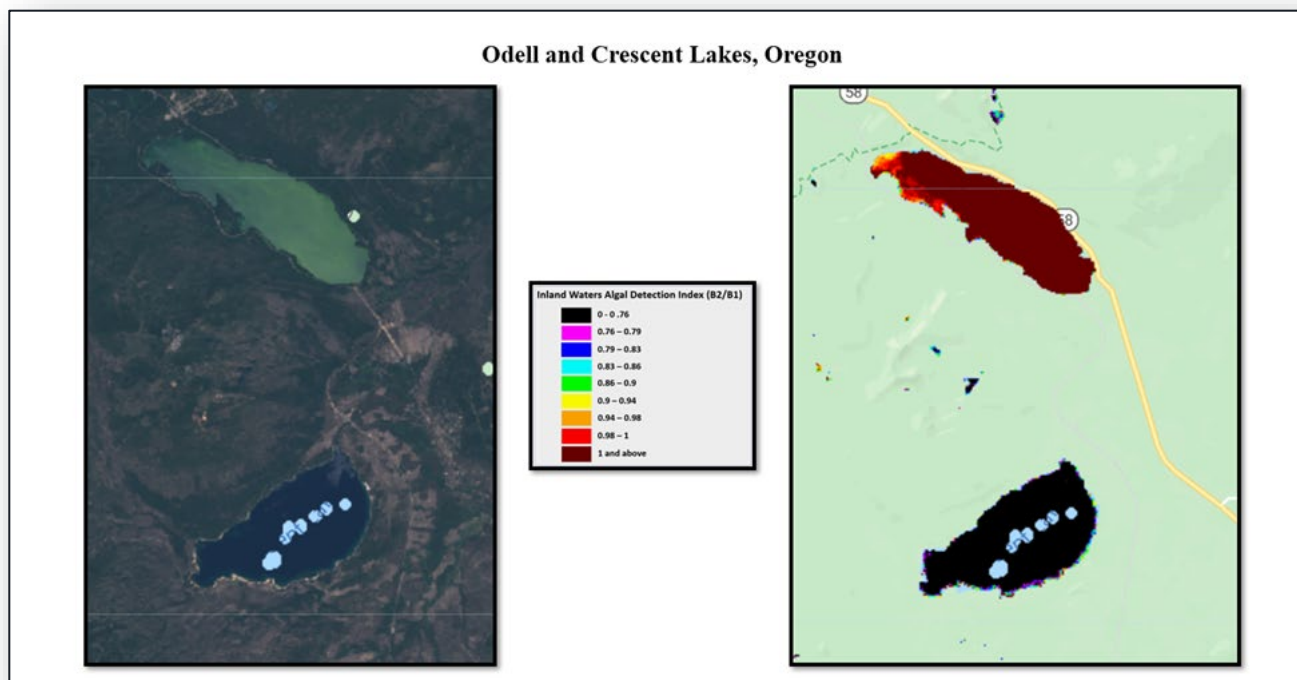 Odell and Crescent Lakes, Oregon
58
58
Inland Waters Algal Detection Index (B2/B1)
0 - 0 .76
0.76 – 0.79
0.79 – 0.83
0.83 – 0.86
0.86 – 0.9
0.9 – 0.94
0.94 – 0.98
0.98 – 1
1 and above